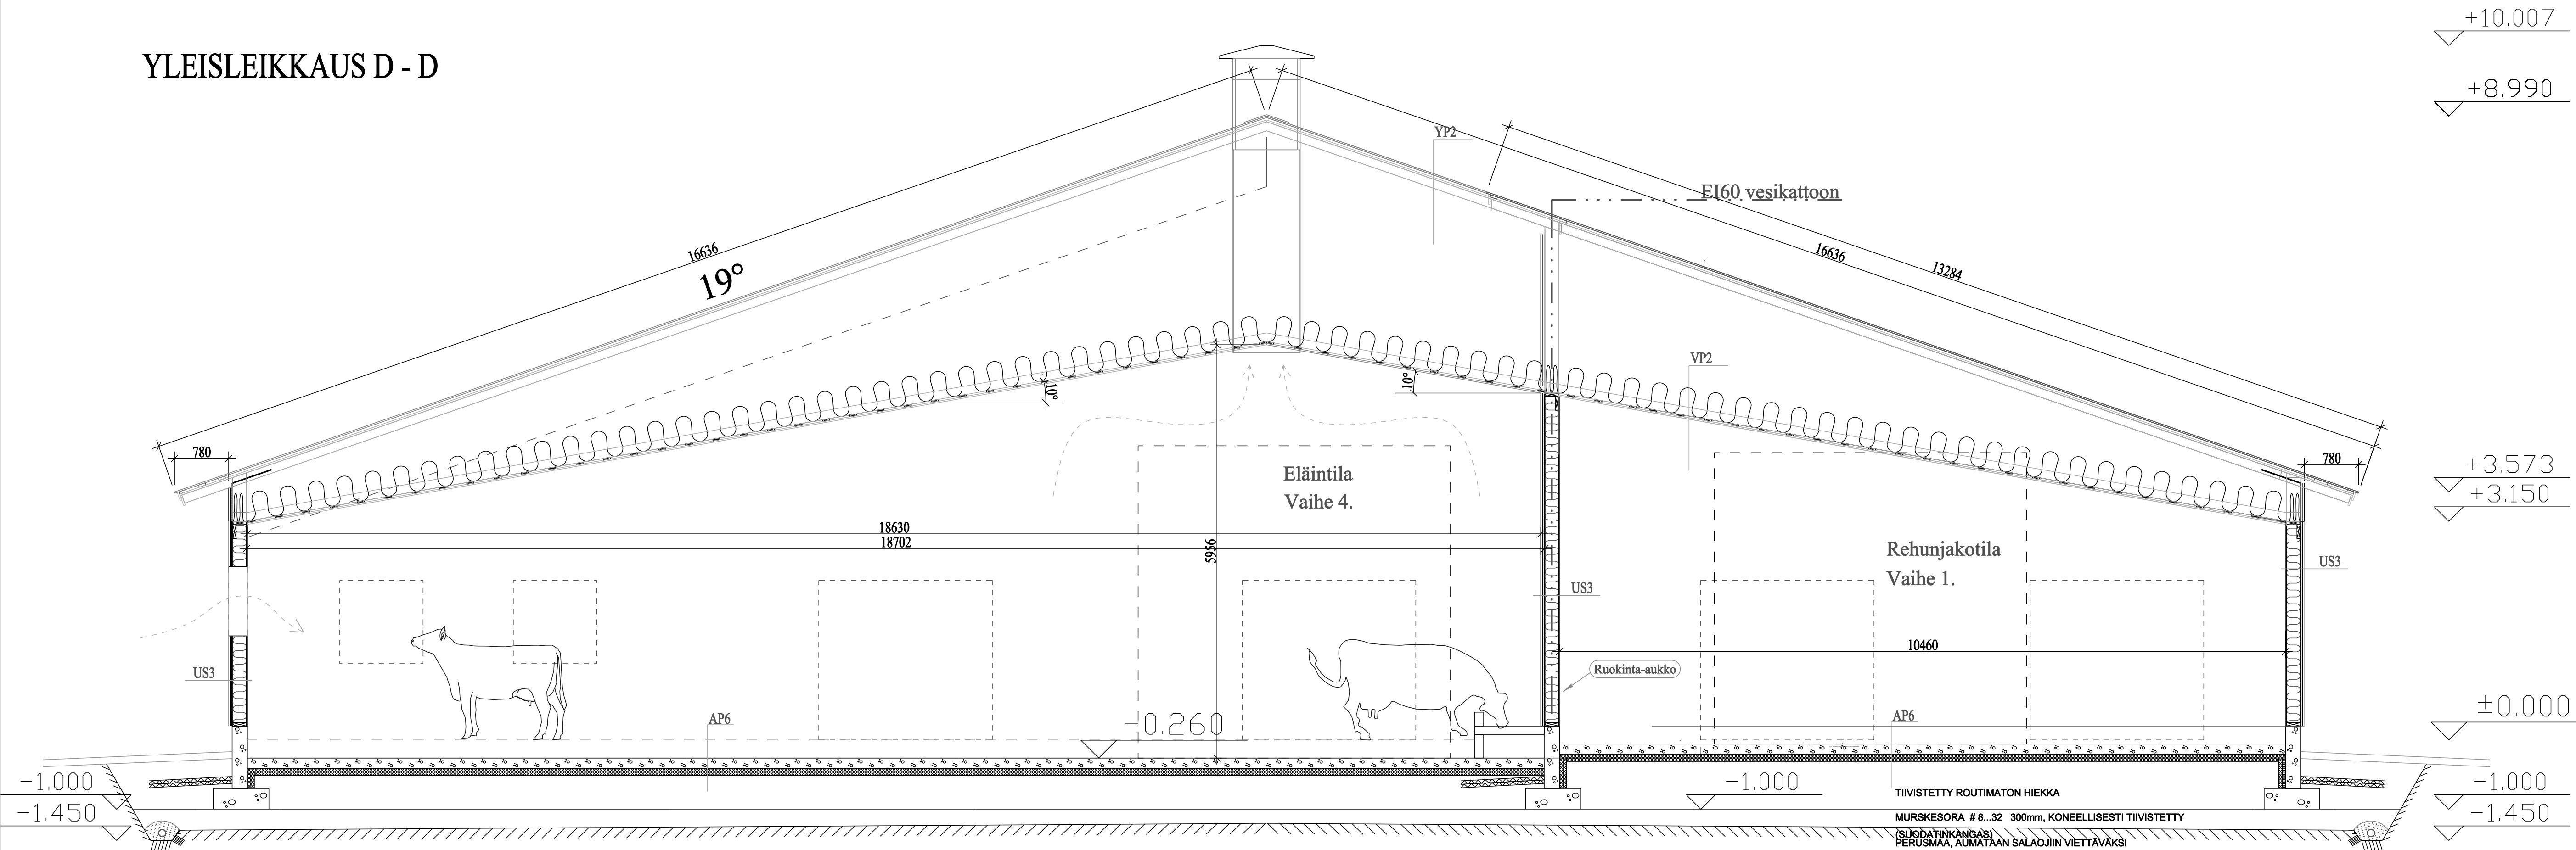 YLEISLEIKKAUS D - D
+10.007
+8.990
YP2
EI60 vesikattoon
16636
19°
16636
13284
VP2
10°
10°
780
780
Eläintila
Vaihe 4.
+3.573
+3.150
18630
18702
5956
Rehunjakotila
Vaihe 1.
US3
US3
US3
10460
Ruokinta-aukko
AP6
-0.260
AP6
±0.000
-1.000
-1.450
-1.000
-1.000
-1.450
TIIVISTETTY ROUTIMATON HIEKKA
MURSKESORA # 8...32 300mm, KONEELLISESTI TIIVISTETTY
(SUODATINKANGAS)
PERUSMAA, AUMATAAN SALAOJIIN VIETTÄVÄKSI